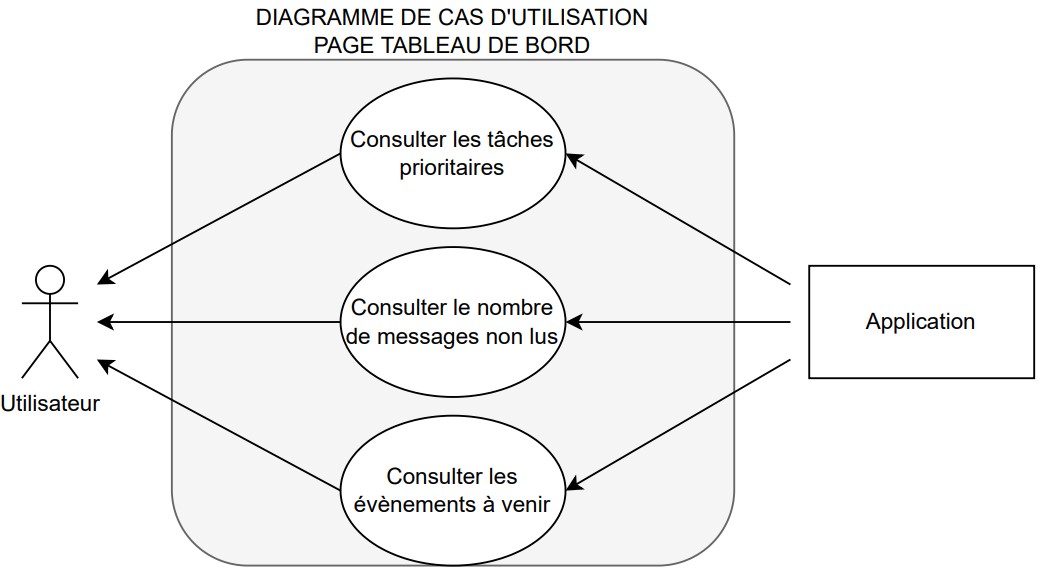 DIAGRAMME DE CAS D'UTILISATION
PAGE TABLEAU DE BORD
Consulter les tâches
prioritaires
Consulter le nombre
de messages non lus
Application
Utilisateur
Consulter les
évènements à venir